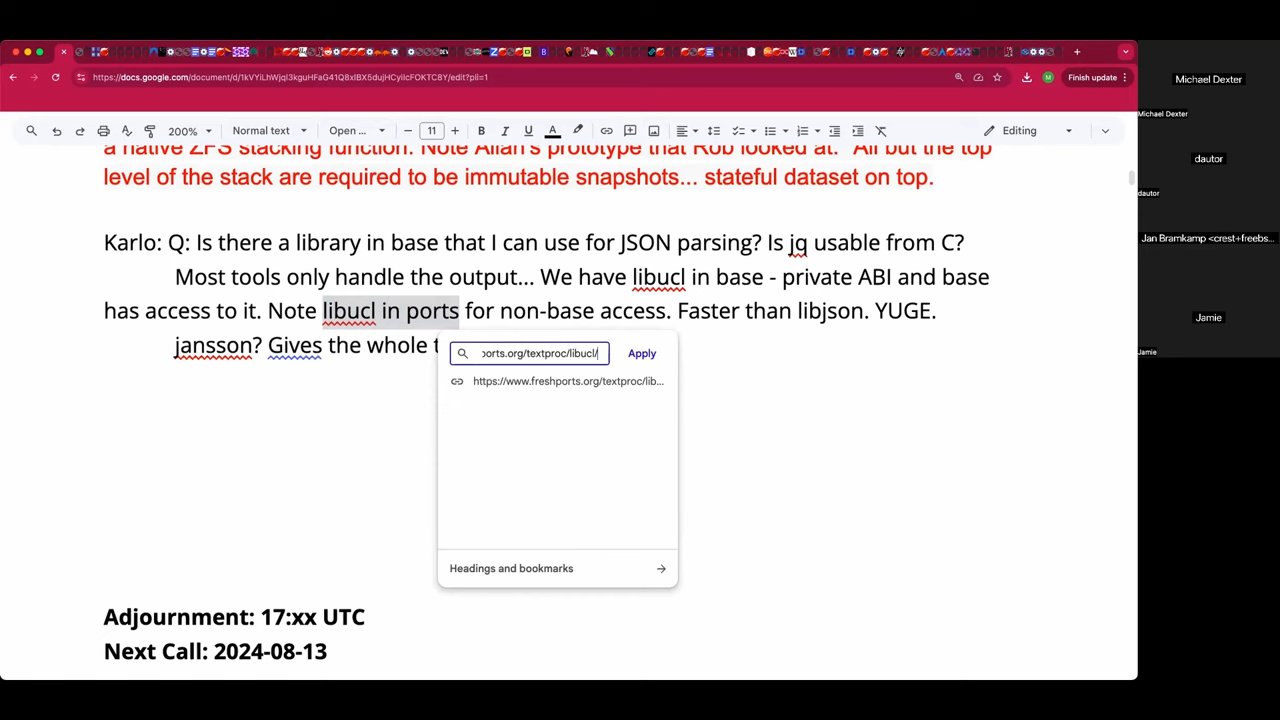 https://docs.google.com/document/d/1kVYiLhWjqI3kguHFaG41Q8xIBX5dujHCyiIcFOKTC8Y/edit?pli=1
M
Finish update
200%
Normal text
Open ...
11
Editing
a native ZFS stacking function. Note Allan's prototype that Rob looked at. All but the top
level of the stack are required to be immutable snapshots... stateful dataset on top.
Karlo: Q: Is there a library in base that I can use for JSON parsing? Is jq usable from C?
Most tools only handle the output... We have libucl in base - private ABI and base
has access to it. Note libucl in ports for non-base access. Faster than libjson. YUGE.
jansson? Gives the whole t
ports.org/textproc/libucl/
Apply
https://www.freshports.org/textproc/lib...
Headings and bookmarks
Adjournment: 17:xx UTC
Next Call: 2024-08-13
Michael Dexter
Michael Dexter
dautor
dautor
Jan Bramkamp <crest+freebs...
Jamie
Jamie